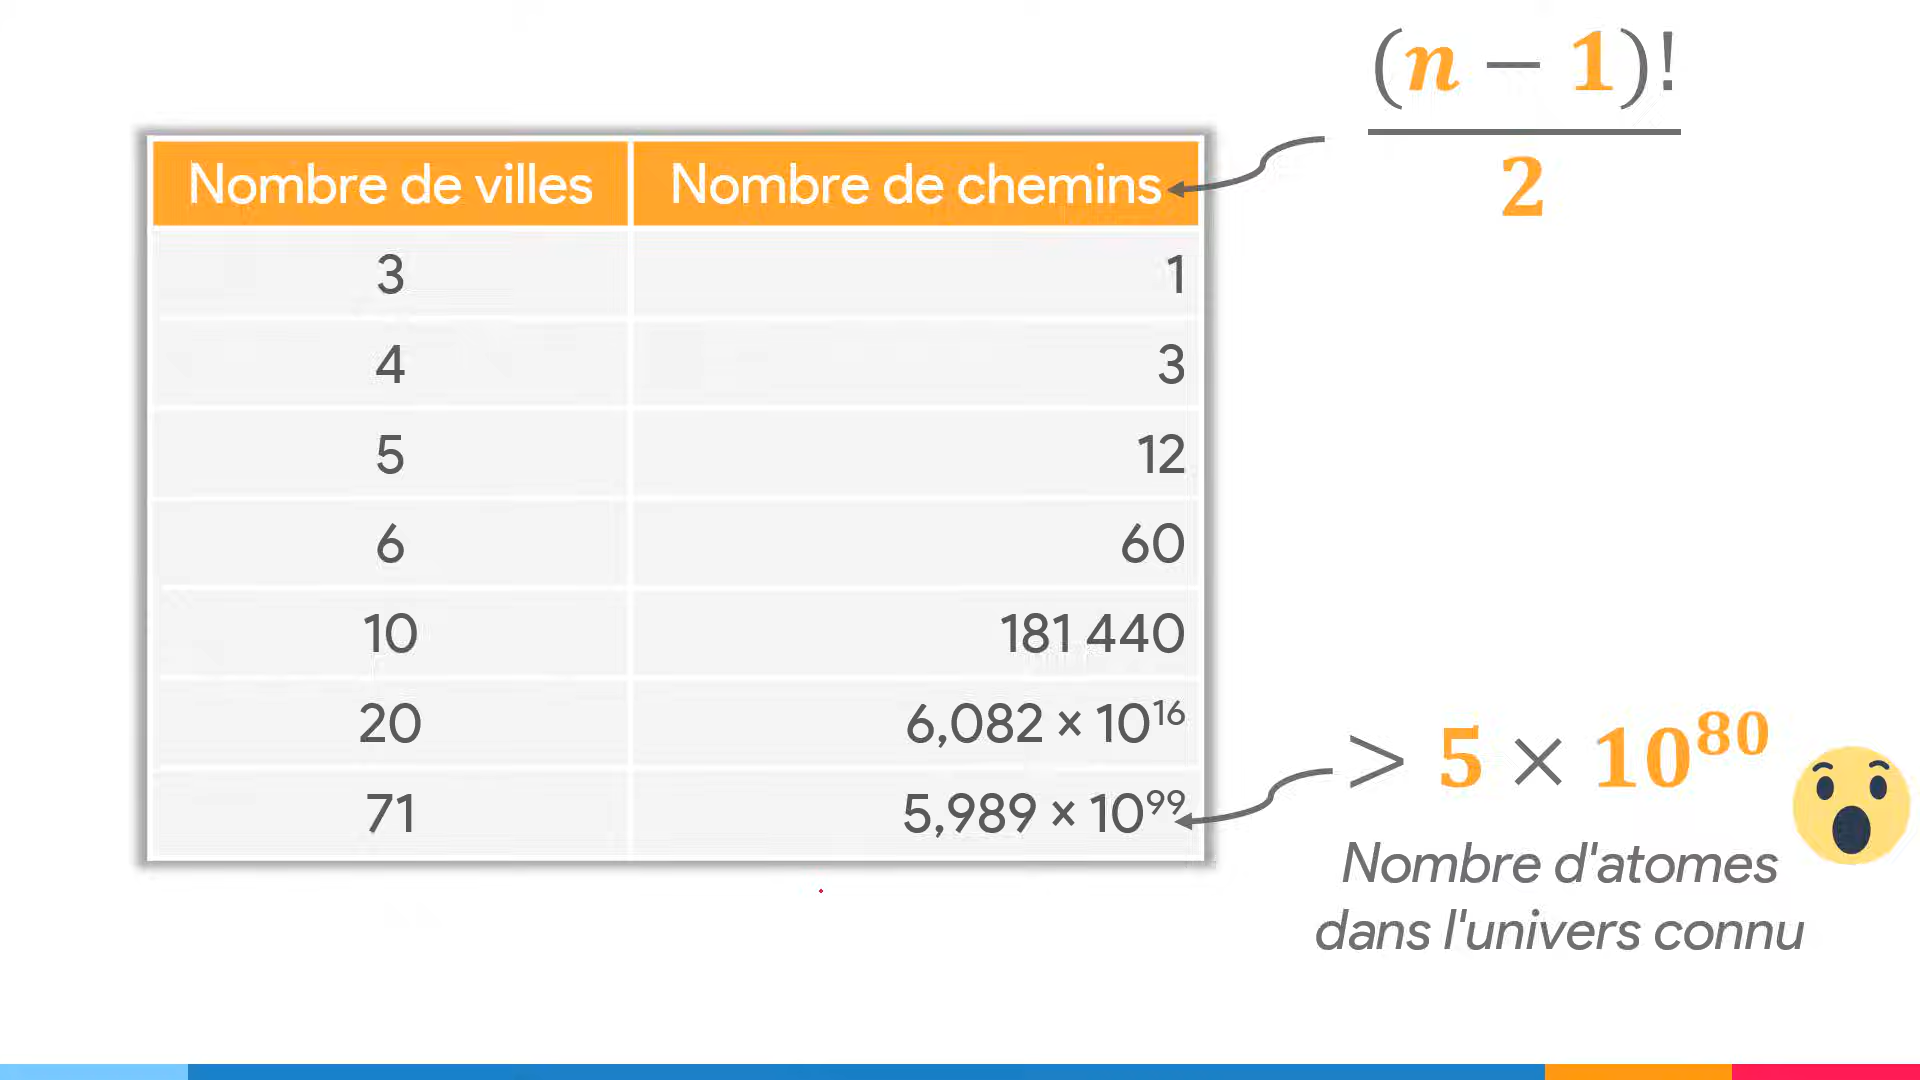 (n − 1)!
2
Nombre de villes Nombre de chemins
3 1
4 3
5 12
6 60
10 181 440
20 6,082 × 10¹⁶
71 5,989 × 10⁹⁹
> 5 × 10⁸⁰
Nombre d'atomes
dans l'univers connu